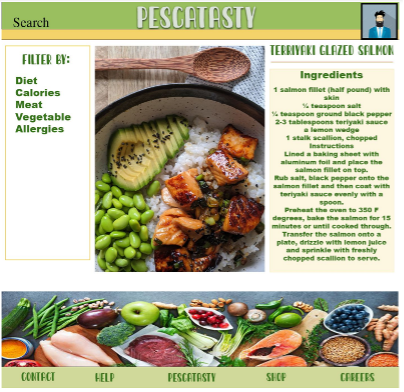 Search
PESCATASTY
FILTER BY:
Diet
Calories
Meat
Vegetable
Allergies
TERRIYAKI GLAZED SALMON
Ingredients
1 salmon fillet (half pound) with
skin
¼ teaspoon salt
¼ teaspoon ground black pepper
2-3 tablespoons teriyaki sauce
a lemon wedge
1 stalk scallion, chopped
Instructions
Lined a baking sheet with
aluminum foil and place the
salmon fillet on top.
Rub salt, black pepper onto the
salmon fillet and then coat with
teriyaki sauce evenly with a
spoon.
Preheat the oven to 350 F
degrees, bake the salmon for 15
minutes or until cooked through.
Transfer the salmon onto a
plate, drizzle with lemon juice
and sprinkle with freshly
chopped scallion to serve.
CONTACT
HELP
PESCATASTY
SHOP
CAREERS